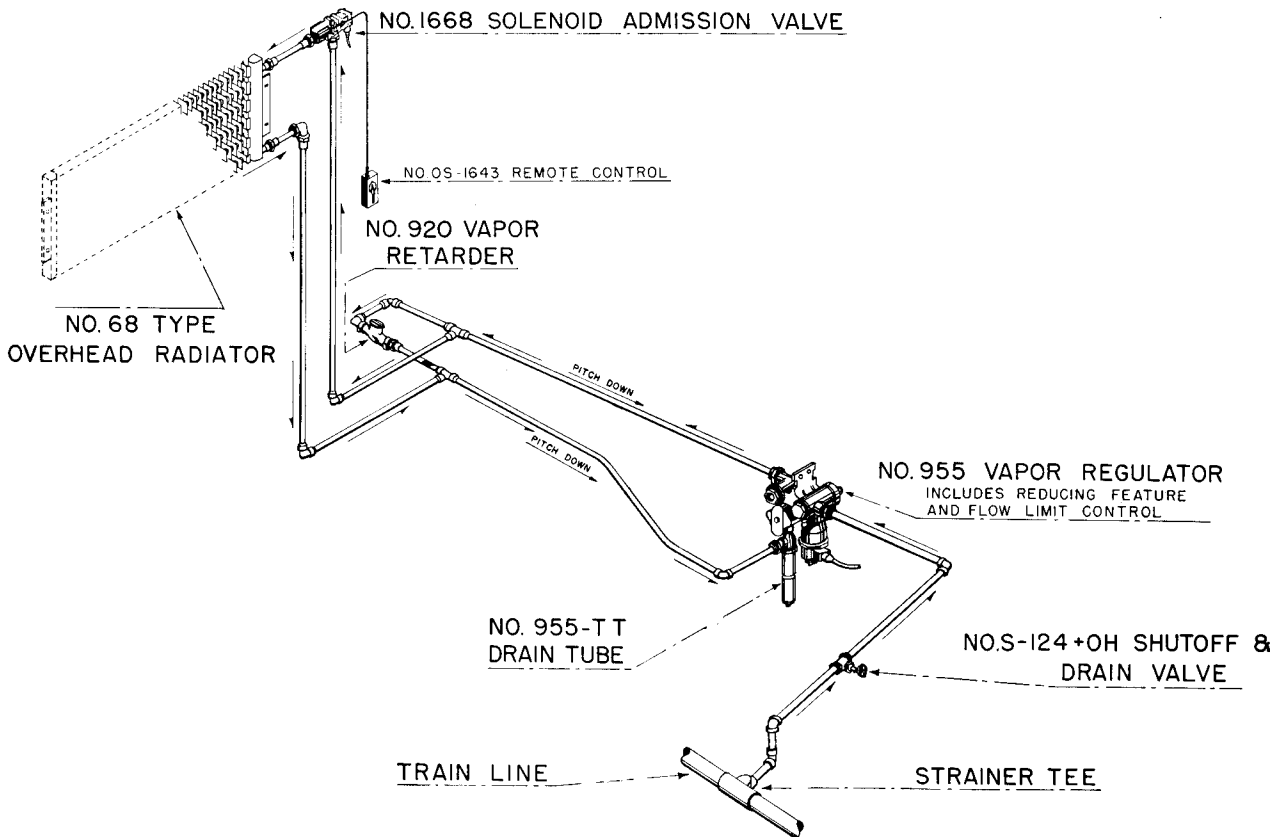 NO.1668 SOLENOID ADMISSION VALVE
NO.OS-1643 REMOTE CONTROL
NO. 920 VAPOR
RETARDER
NO. 68 TYPE
OVERHEAD RADIATOR
PITCH DOWN
PITCH DOWN
NO. 955 VAPOR REGULATOR
INCLUDES REDUCING FEATURE
AND FLOW LIMIT CONTROL
NO. 955-TT
DRAIN TUBE
NO.S-124+OH SHUTOFF &
DRAIN VALVE
TRAIN LINE
STRAINER TEE